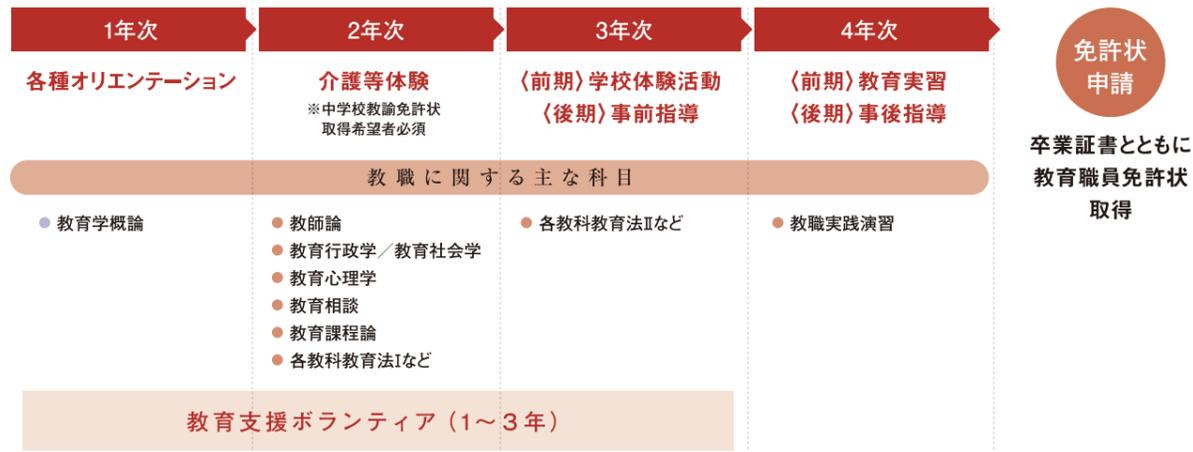 1年次
2年次
3年次
4年次
免許状
申請
各種オリエンテーション
介護等体験
※中学校教諭免許状
取得希望者必須
〈前期〉学校体験活動
〈後期〉事前指導
〈前期〉教育実習
〈後期〉事後指導
卒業証書とともに
教育職員免許状
取得
教職に関する主な科目
教育学概論
教師論
教育行政学／教育社会学
教育心理学
教育相談
教育課程論
各教科教育法Ⅰなど
各教科教育法Ⅱなど
教職実践演習
教育支援ボランティア（1〜3年）